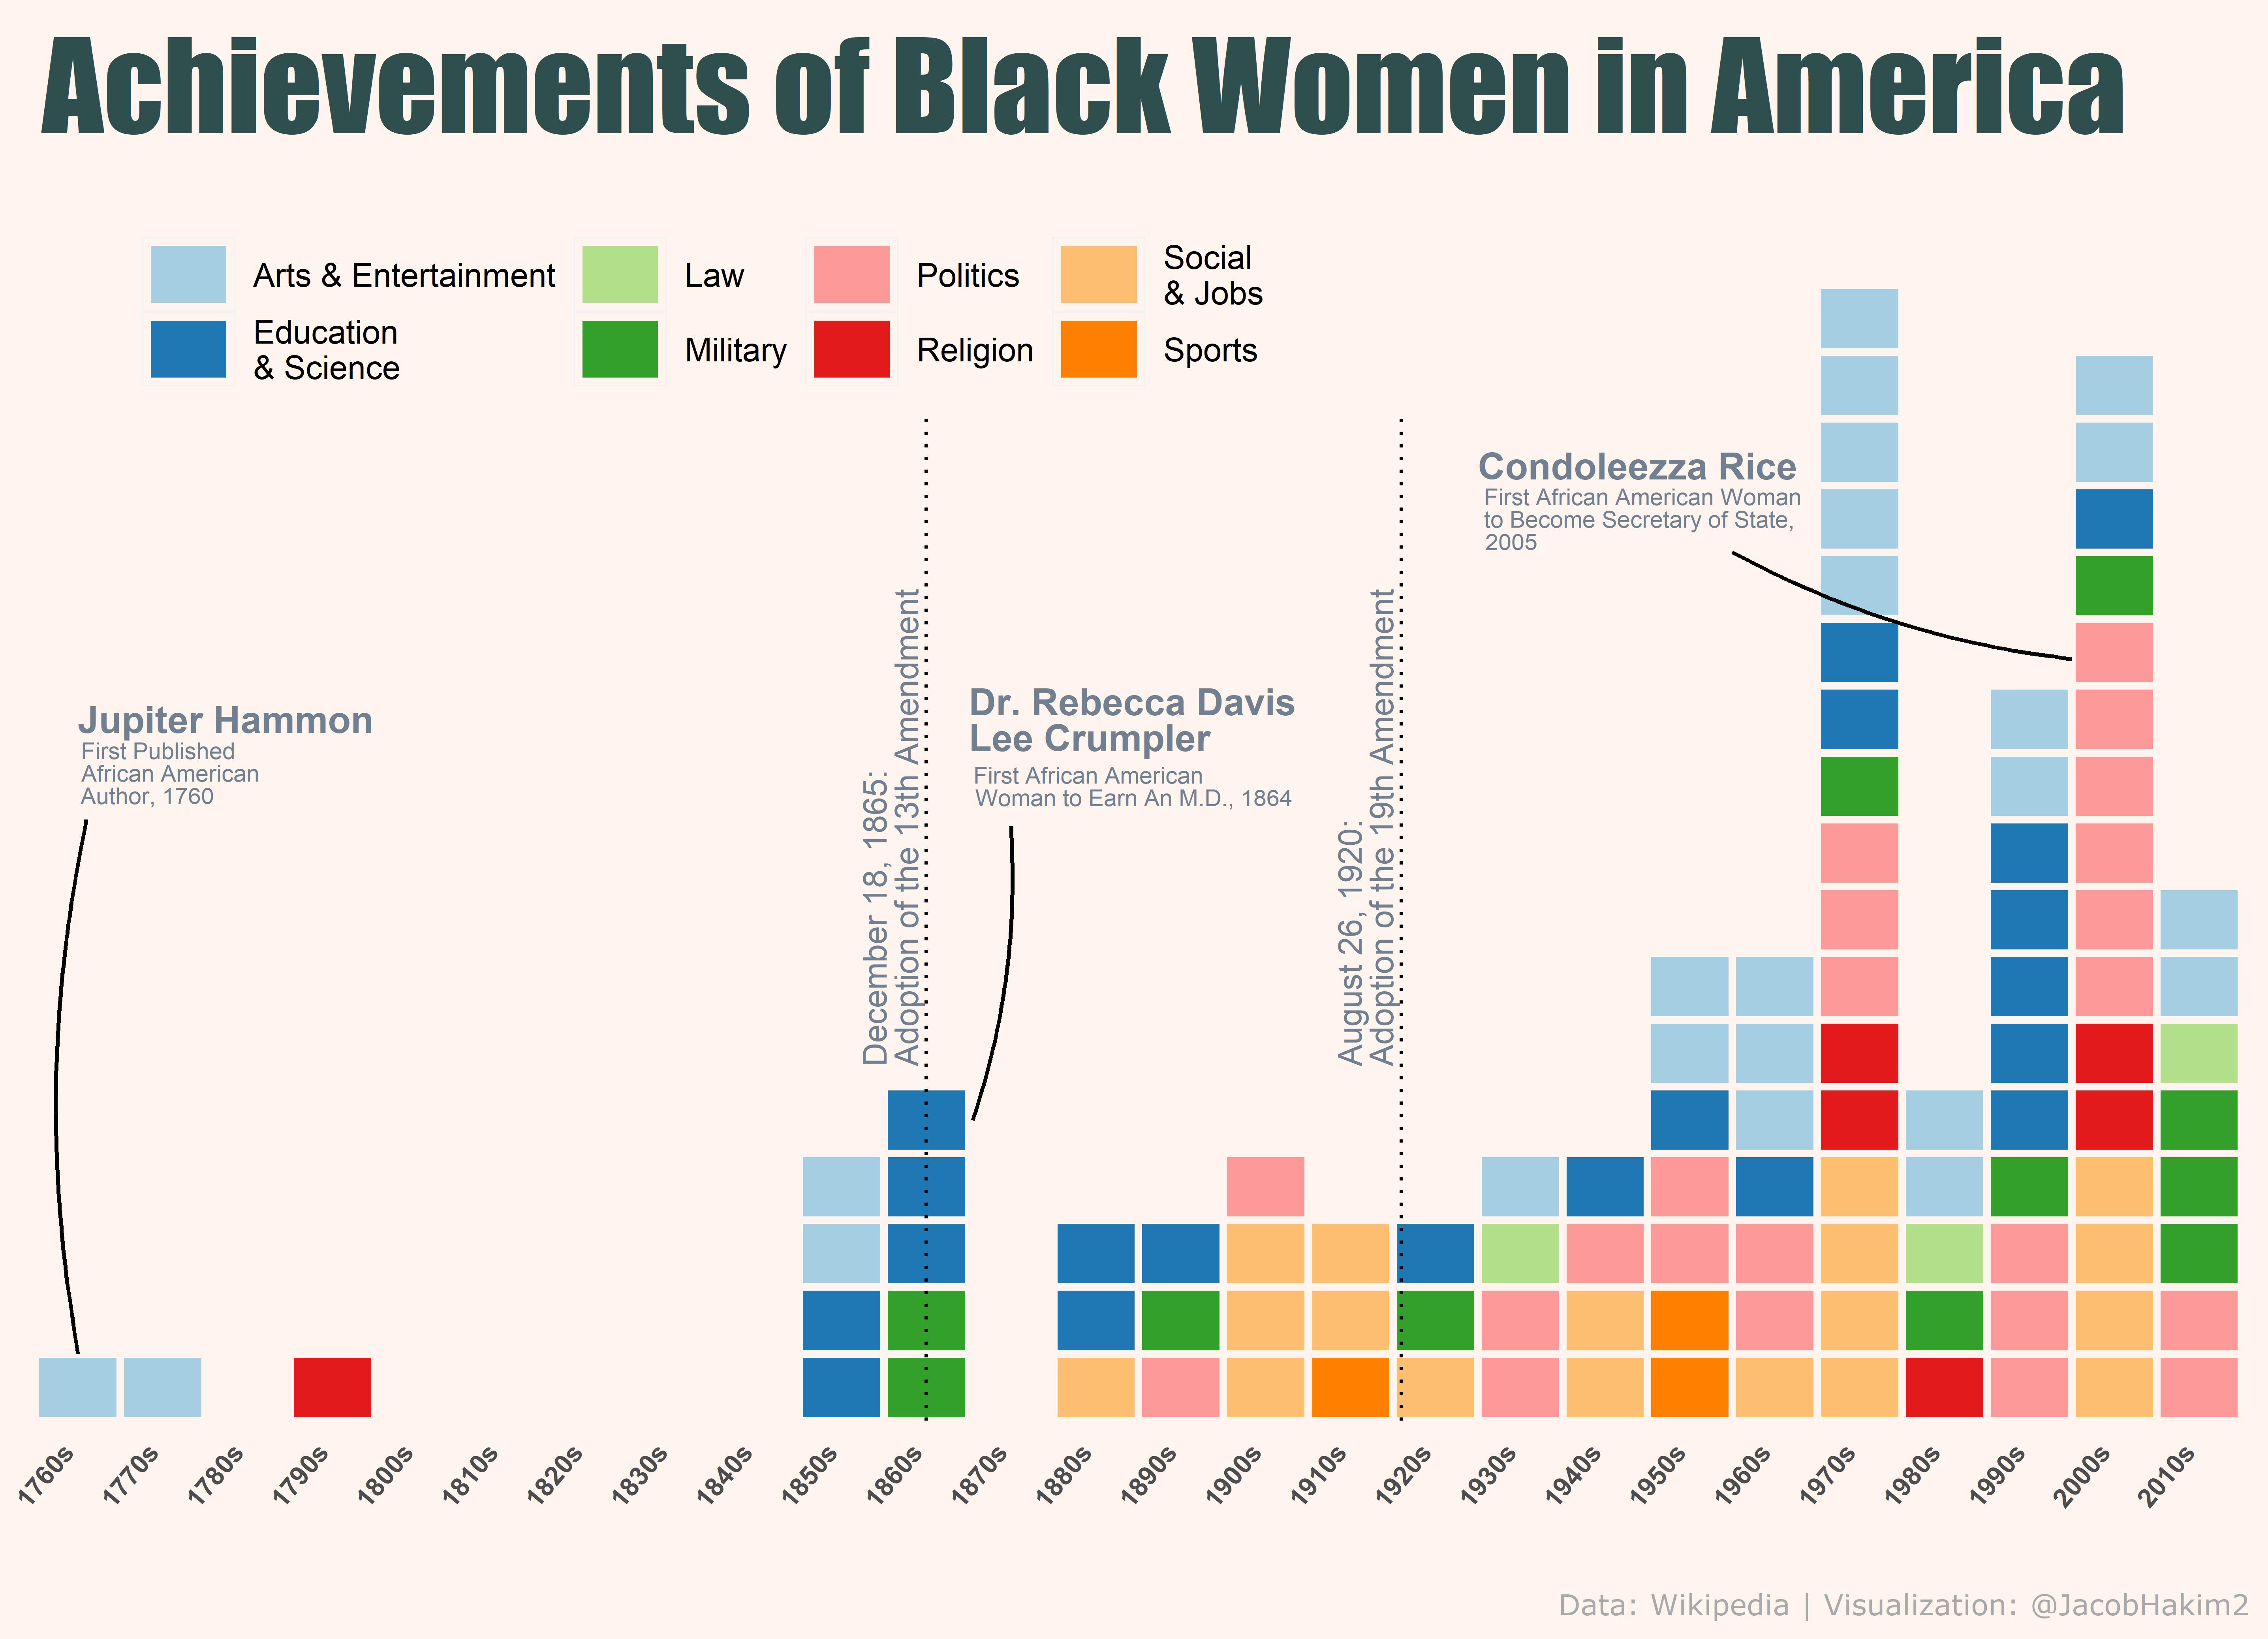 Achievements of Black Women in America
Arts & Entertainment
Education
& Science
Law
Military
Politics
Religion
Social
& Jobs
Sports
Condoleezza Rice
First African American Woman
to Become Secretary of State,
2005
Jupiter Hammon
First Published
African American
Author, 1760
December 18, 1865:
Adoption of the 13th Amendment
Dr. Rebecca Davis
Lee Crumpler
First African American
Woman to Earn An M.D., 1864
August 26, 1920:
Adoption of the 19th Amendment
1760s
1770s
1780s
1790s
1800s
1810s
1820s
1830s
1840s
1850s
1860s
1870s
1880s
1890s
1900s
1910s
1920s
1930s
1940s
1950s
1960s
1970s
1980s
1990s
2000s
2010s
Data: Wikipedia | Visualization: @JacobHakim2